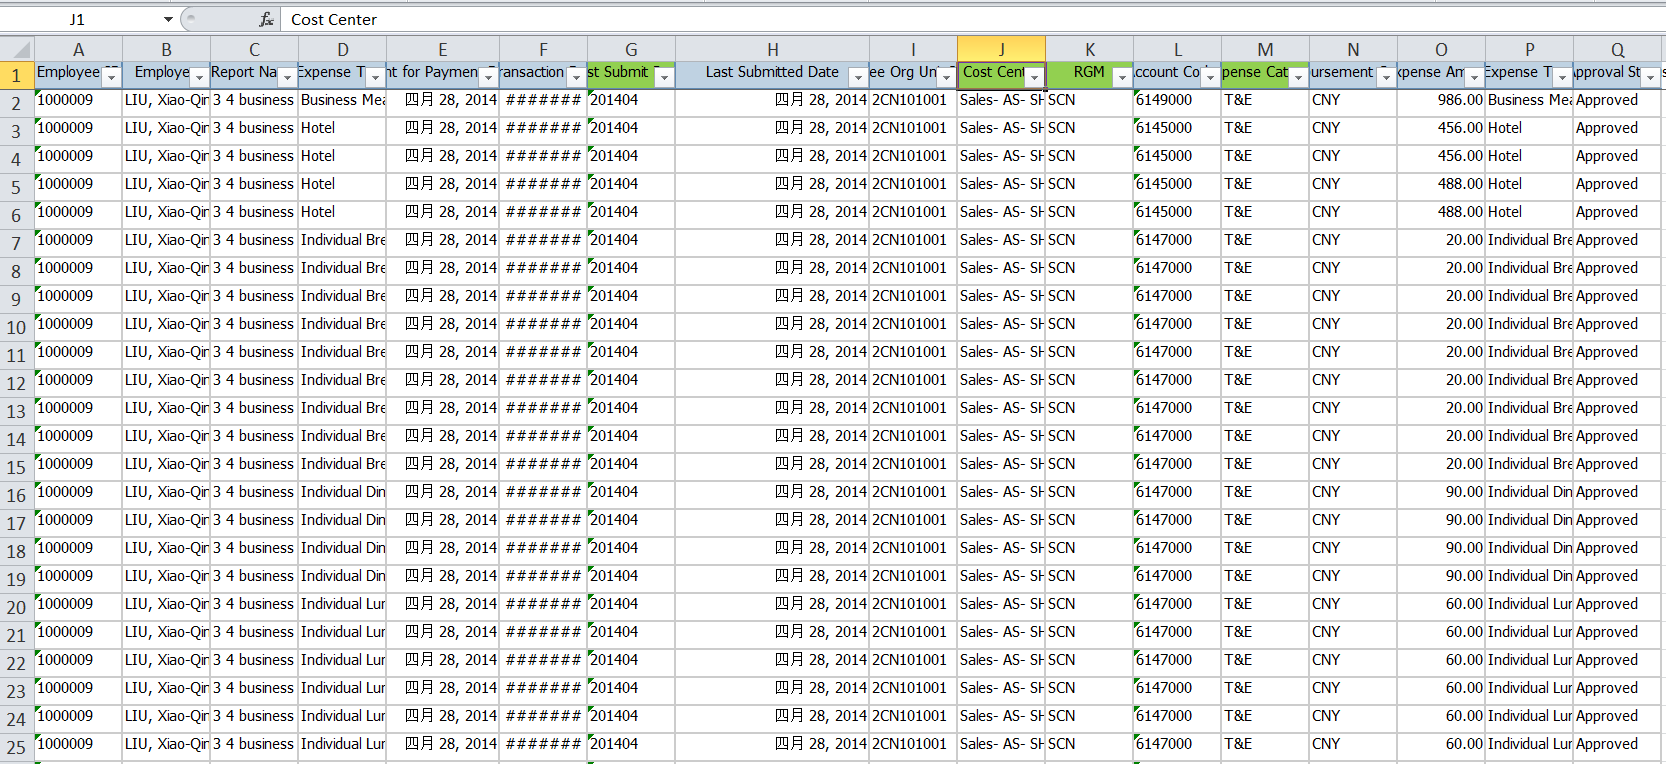 J1 fx Cost Center
A B C D E F G H I J K L M N O P Q
1 Employee Employe Report Na Expense T nt for Paymen ransaction st Submit Last Submitted Date ee Org Un Cost Cent RGM ccount Co pense Cat ursement xpense Am Expense T Approval St
2 1000009 LIU, Xiao-Qin 3 4 business Business Mea 四月 28, 2014 ####### 201404 四月 28, 2014 2CN101001 Sales- AS- SH SCN 6149000 T&E CNY 986.00 Business Mea Approved
3 1000009 LIU, Xiao-Qin 3 4 business Hotel 四月 28, 2014 ####### 201404 四月 28, 2014 2CN101001 Sales- AS- SH SCN 6145000 T&E CNY 456.00 Hotel Approved
4 1000009 LIU, Xiao-Qin 3 4 business Hotel 四月 28, 2014 ####### 201404 四月 28, 2014 2CN101001 Sales- AS- SH SCN 6145000 T&E CNY 456.00 Hotel Approved
5 1000009 LIU, Xiao-Qin 3 4 business Hotel 四月 28, 2014 ####### 201404 四月 28, 2014 2CN101001 Sales- AS- SH SCN 6145000 T&E CNY 488.00 Hotel Approved
6 1000009 LIU, Xiao-Qin 3 4 business Hotel 四月 28, 2014 ####### 201404 四月 28, 2014 2CN101001 Sales- AS- SH SCN 6145000 T&E CNY 488.00 Hotel Approved
7 1000009 LIU, Xiao-Qin 3 4 business Individual Bre 四月 28, 2014 ####### 201404 四月 28, 2014 2CN101001 Sales- AS- SH SCN 6147000 T&E CNY 20.00 Individual Bre Approved
8 1000009 LIU, Xiao-Qin 3 4 business Individual Bre 四月 28, 2014 ####### 201404 四月 28, 2014 2CN101001 Sales- AS- SH SCN 6147000 T&E CNY 20.00 Individual Bre Approved
9 1000009 LIU, Xiao-Qin 3 4 business Individual Bre 四月 28, 2014 ####### 201404 四月 28, 2014 2CN101001 Sales- AS- SH SCN 6147000 T&E CNY 20.00 Individual Bre Approved
10 1000009 LIU, Xiao-Qin 3 4 business Individual Bre 四月 28, 2014 ####### 201404 四月 28, 2014 2CN101001 Sales- AS- SH SCN 6147000 T&E CNY 20.00 Individual Bre Approved
11 1000009 LIU, Xiao-Qin 3 4 business Individual Bre 四月 28, 2014 ####### 201404 四月 28, 2014 2CN101001 Sales- AS- SH SCN 6147000 T&E CNY 20.00 Individual Bre Approved
12 1000009 LIU, Xiao-Qin 3 4 business Individual Bre 四月 28, 2014 ####### 201404 四月 28, 2014 2CN101001 Sales- AS- SH SCN 6147000 T&E CNY 20.00 Individual Bre Approved
13 1000009 LIU, Xiao-Qin 3 4 business Individual Bre 四月 28, 2014 ####### 201404 四月 28, 2014 2CN101001 Sales- AS- SH SCN 6147000 T&E CNY 20.00 Individual Bre Approved
14 1000009 LIU, Xiao-Qin 3 4 business Individual Bre 四月 28, 2014 ####### 201404 四月 28, 2014 2CN101001 Sales- AS- SH SCN 6147000 T&E CNY 20.00 Individual Bre Approved
15 1000009 LIU, Xiao-Qin 3 4 business Individual Bre 四月 28, 2014 ####### 201404 四月 28, 2014 2CN101001 Sales- AS- SH SCN 6147000 T&E CNY 20.00 Individual Bre Approved
16 1000009 LIU, Xiao-Qin 3 4 business Individual Din 四月 28, 2014 ####### 201404 四月 28, 2014 2CN101001 Sales- AS- SH SCN 6147000 T&E CNY 90.00 Individual Din Approved
17 1000009 LIU, Xiao-Qin 3 4 business Individual Din 四月 28, 2014 ####### 201404 四月 28, 2014 2CN101001 Sales- AS- SH SCN 6147000 T&E CNY 90.00 Individual Din Approved
18 1000009 LIU, Xiao-Qin 3 4 business Individual Din 四月 28, 2014 ####### 201404 四月 28, 2014 2CN101001 Sales- AS- SH SCN 6147000 T&E CNY 90.00 Individual Din Approved
19 1000009 LIU, Xiao-Qin 3 4 business Individual Din 四月 28, 2014 ####### 201404 四月 28, 2014 2CN101001 Sales- AS- SH SCN 6147000 T&E CNY 90.00 Individual Din Approved
20 1000009 LIU, Xiao-Qin 3 4 business Individual Lur 四月 28, 2014 ####### 201404 四月 28, 2014 2CN101001 Sales- AS- SH SCN 6147000 T&E CNY 60.00 Individual Lur Approved
21 1000009 LIU, Xiao-Qin 3 4 business Individual Lur 四月 28, 2014 ####### 201404 四月 28, 2014 2CN101001 Sales- AS- SH SCN 6147000 T&E CNY 60.00 Individual Lur Approved
22 1000009 LIU, Xiao-Qin 3 4 business Individual Lur 四月 28, 2014 ####### 201404 四月 28, 2014 2CN101001 Sales- AS- SH SCN 6147000 T&E CNY 60.00 Individual Lur Approved
23 1000009 LIU, Xiao-Qin 3 4 business Individual Lur 四月 28, 2014 ####### 201404 四月 28, 2014 2CN101001 Sales- AS- SH SCN 6147000 T&E CNY 60.00 Individual Lur Approved
24 1000009 LIU, Xiao-Qin 3 4 business Individual Lur 四月 28, 2014 ####### 201404 四月 28, 2014 2CN101001 Sales- AS- SH SCN 6147000 T&E CNY 60.00 Individual Lur Approved
25 1000009 LIU, Xiao-Qin 3 4 business Individual Lur 四月 28, 2014 ####### 201404 四月 28, 2014 2CN101001 Sales- AS- SH SCN 6147000 T&E CNY 60.00 Individual Lur Approved